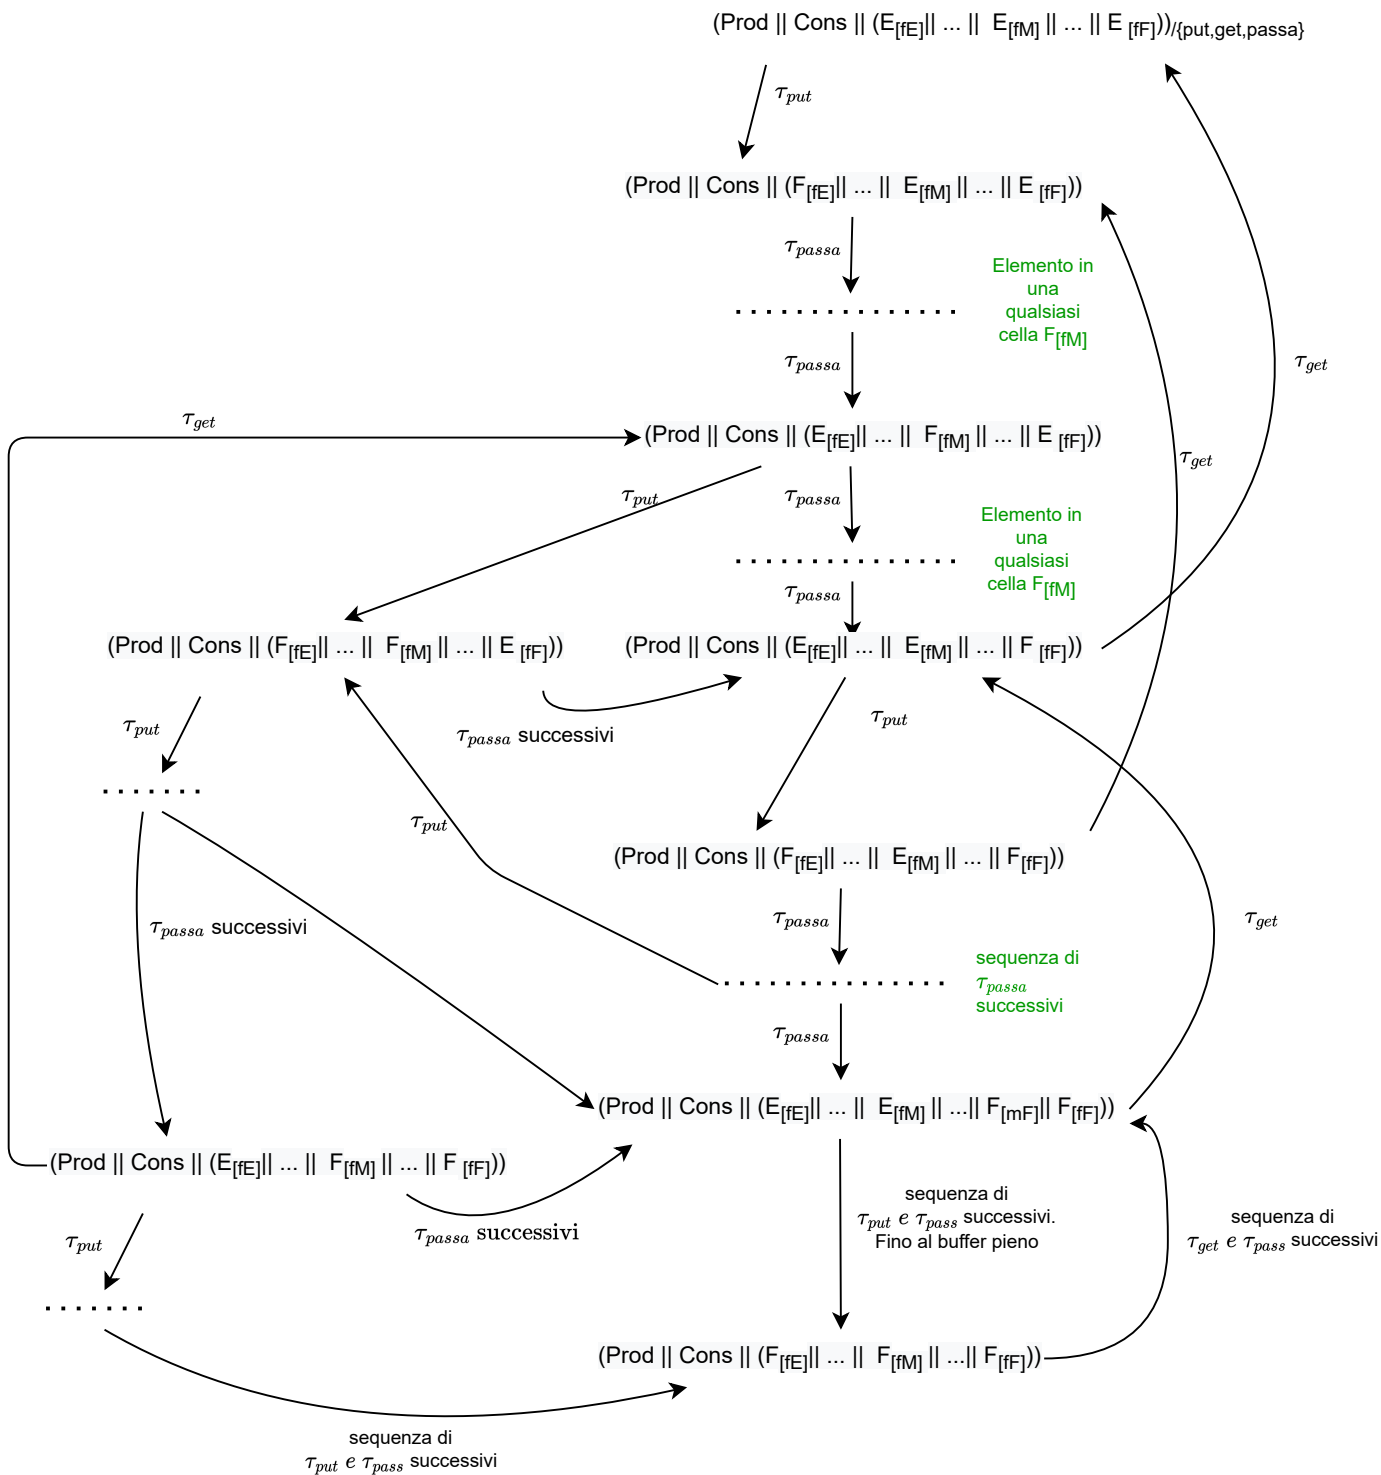 (Prod || Cons || (E[fE]|| ... || E[fM] || ... || E [fF]))/{put,get,passa}
τput
(Prod || Cons || (F[fE]|| ... || E[fM] || ... || E [fF]))
τpassa
Elemento in
una
qualsiasi
cella F[fM]
τpassa
τget
τget
(Prod || Cons || (E[fE]|| ... || F[fM] || ... || E [fF]))
τget
τput
τpassa
Elemento in
una
qualsiasi
cella F[fM]
τpassa
(Prod || Cons || (F[fE]|| ... || F[fM] || ... || E [fF]))
(Prod || Cons || (E[fE]|| ... || E[fM] || ... || F [fF]))
τput
τpassa successivi
τput
τput
(Prod || Cons || (F[fE]|| ... || E[fM] || ... || F[fF]))
τpassa successivi
τpassa
τget
sequenza di
τpassa
successivi
τpassa
(Prod || Cons || (E[fE]|| ... || E[fM] || ...|| F[mF]|| F[fF]))
(Prod || Cons || (E[fE]|| ... || F[fM] || ... || F [fF]))
τpassa successivi
τput
sequenza di
τput e τpass successivi.
Fino al buffer pieno
sequenza di
τget e τpass successivi
(Prod || Cons || (F[fE]|| ... || F[fM] || ...|| F[fF]))
sequenza di
τput e τpass successivi